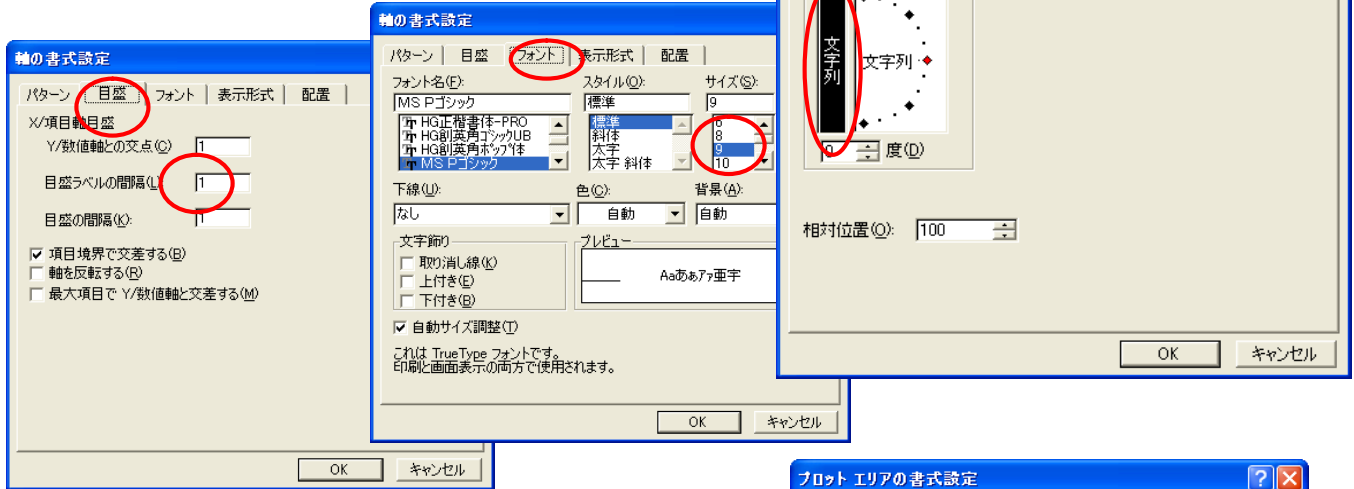 軸の書式設定
パターン 目盛 フォント 表示形式 配置
X/項目軸目盛
Y/数値軸との交点(C) 1
目盛ラベルの間隔(L) 1
目盛の間隔(K): 1
項目境界で交差する(B)
軸を反転する(R)
最大項目で Y/数値軸と交差する(M)
OK キャンセル
軸の書式設定
パターン 目盛 フォント 表示形式 配置
フォント名(F): スタイル(O): サイズ(S):
MS Pゴシック 標準 9
HG正楷書体-PRO 標準 6
HG創英角ゴシックUB 斜体 8
HG創英角ポップ体 太字 9
MS Pゴシック 太字 斜体 10
下線(U): 色(C): 背景(A):
なし 自動 自動
文字飾り プレビュー
取り消し線(K)
上付き(E) Aaあぁアァ亜宇
下付き(B)
自動サイズ調整(T)
これは TrueType フォントです。
印刷と画面表示の両方で使用されます。
OK キャンセル
文字列
文字列
0 度(D)
相対位置(O): 100
OK キャンセル
プロット エリアの書式設定